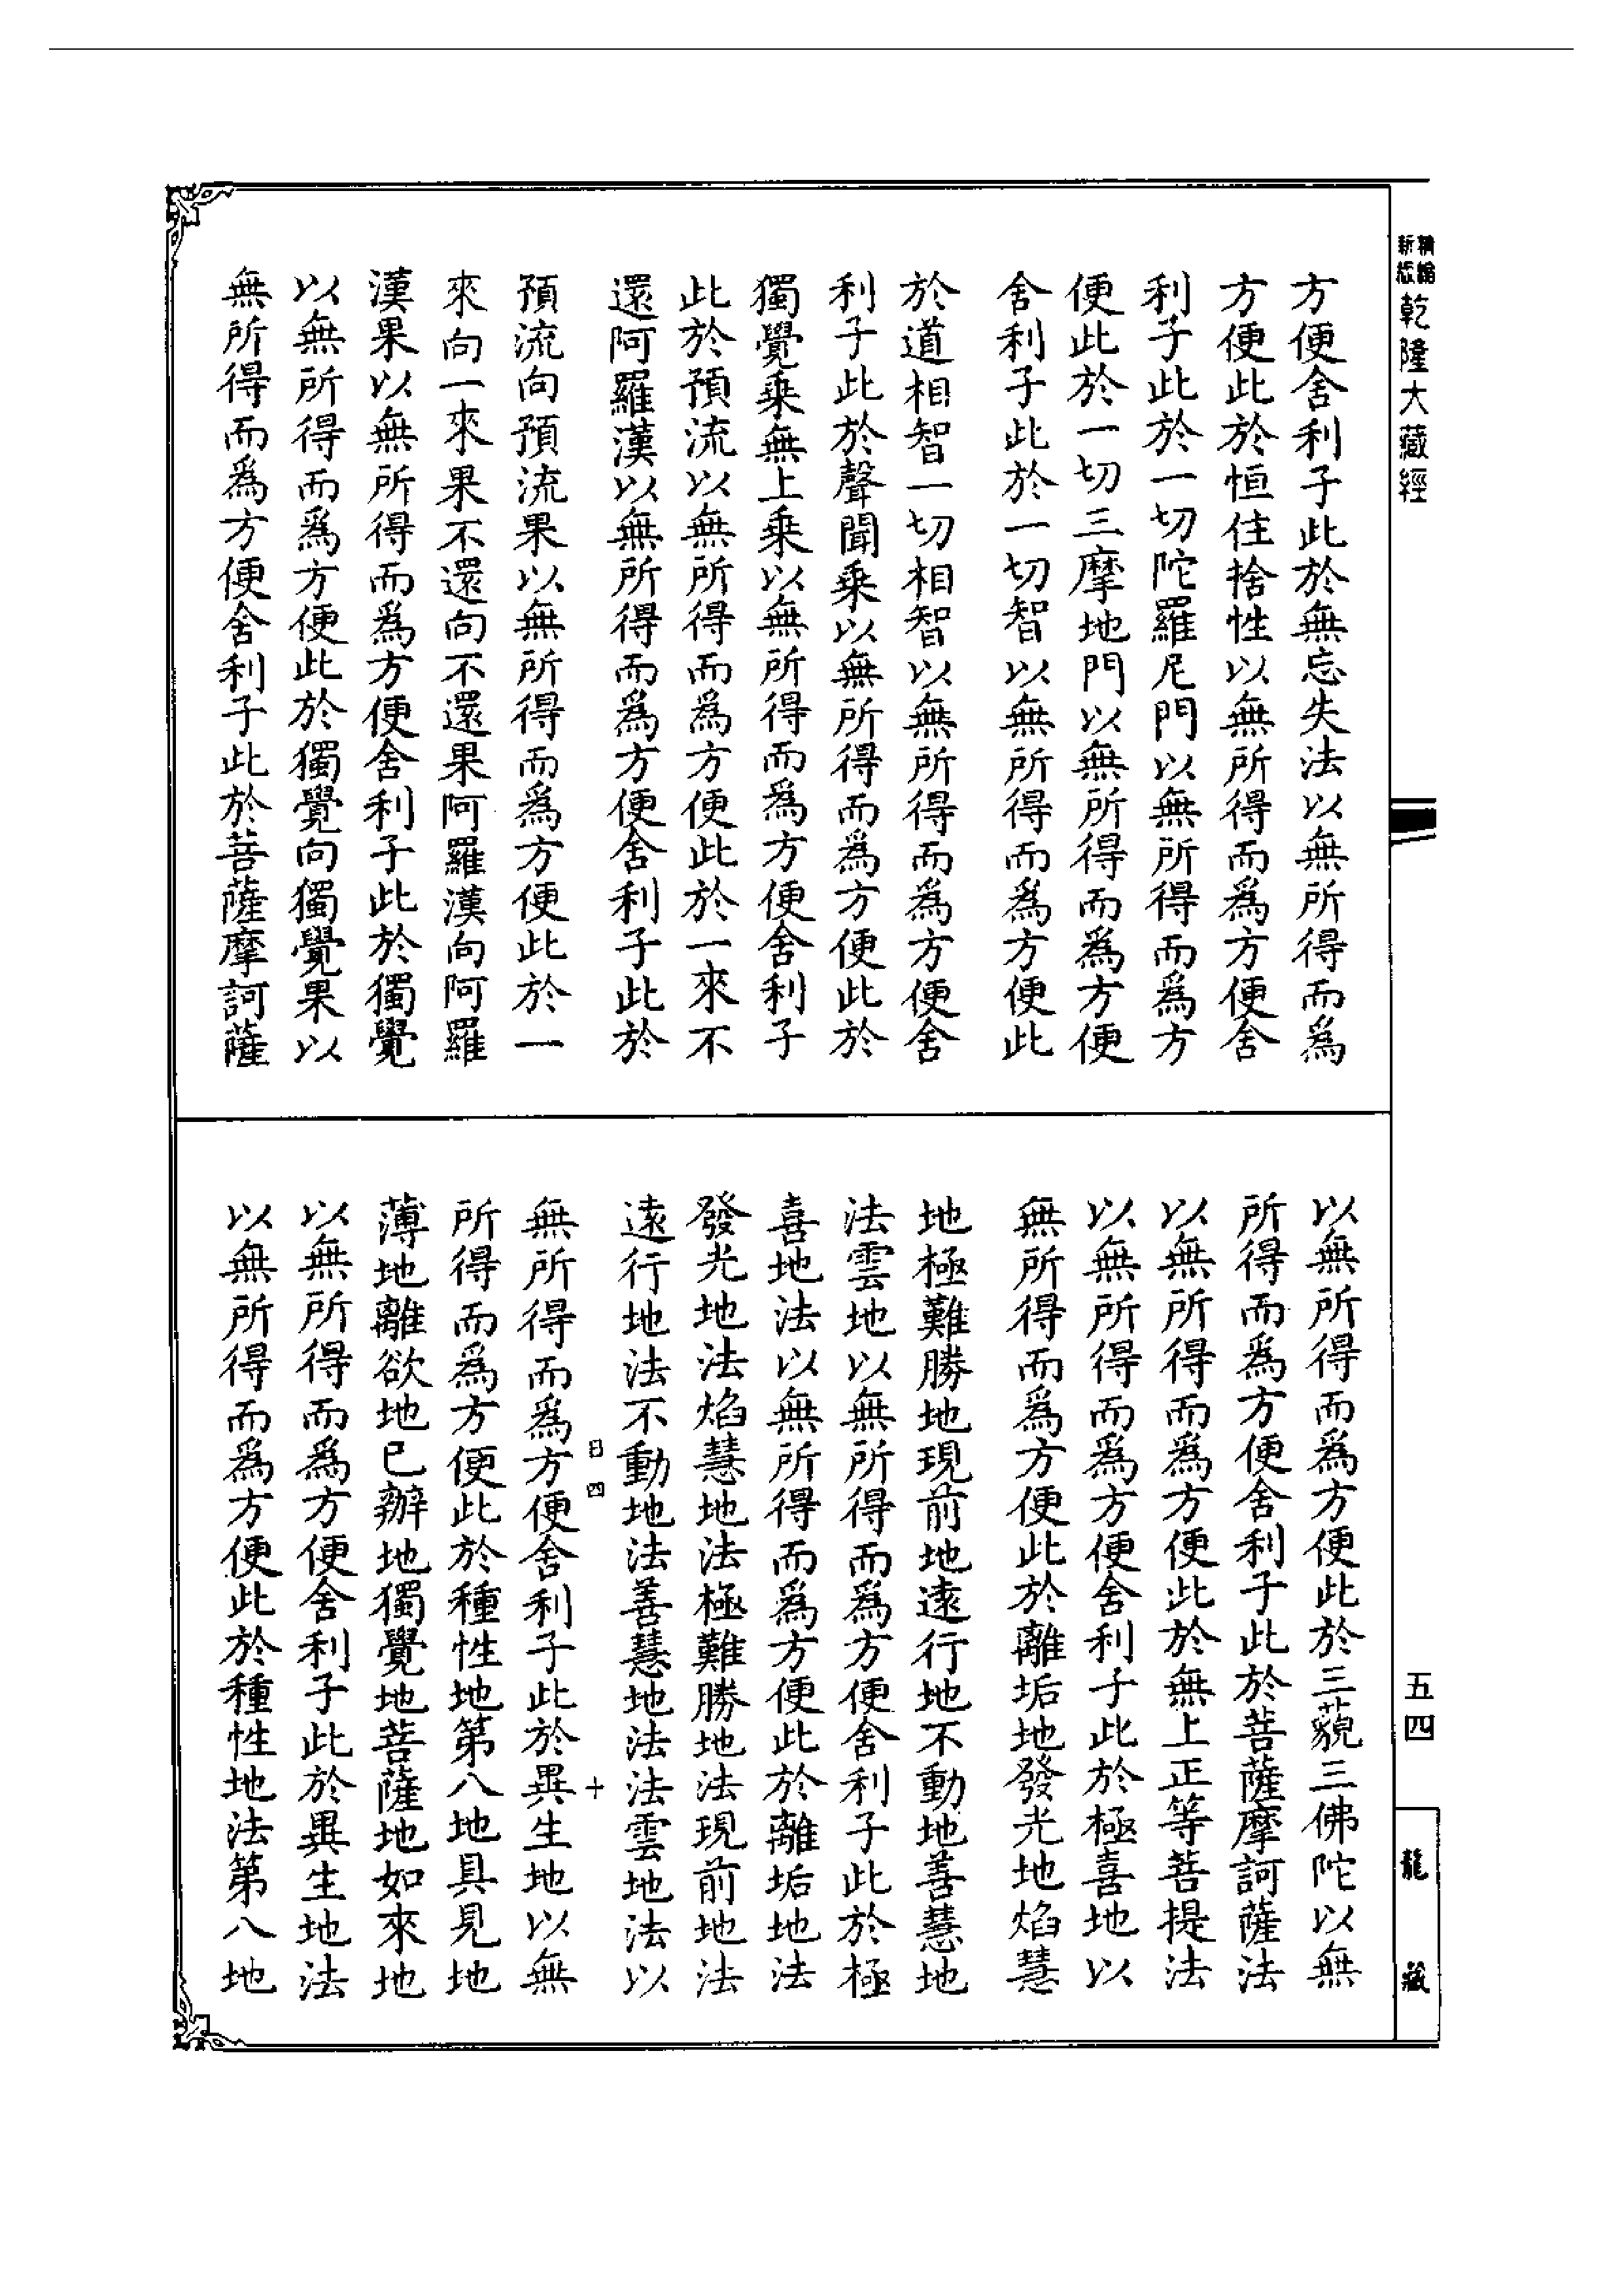 乾隆大藏經
方便舍利子此於無忘失法以無所得而爲
方便此於恒住捨性以無所得而爲方便舍
利子此於一切陀羅尼門以無所得而爲方
便此於一切三摩地門以無所得而爲方便
舍利子此於一切智以無所得而爲方便此
於道相智一切相智以無所得而爲方便舍
利子此於聲聞乘以無所得而爲方便此於
獨覺乘無上乘以無所得而爲方便舍利子
此於預流以無所得而爲方便此於一來不
還阿羅漢以無所得而爲方便舍利子此於
預流向預流果以無所得而爲方便此於一
來向一來果不還向不還果阿羅漢向阿羅
漢果以無所得而爲方便舍利子此於獨覺
以無所得而爲方便此於獨覺向獨覺果以
無所得而爲方便舍利子此於菩薩摩訶薩
以無所得而爲方便此於三藐三佛陀以無
所得而爲方便舍利子此於菩薩摩訶薩法
以無所得而爲方便此於無上正等菩提法
以無所得而爲方便舍利子此於極喜地以
無所得而爲方便此於離垢地發光地焰慧
地極難勝地現前地遠行地不動地善慧地
法雲地以無所得而爲方便舍利子此於極
喜地法以無所得而爲方便此於離垢地法
發光地法焰慧地法極難勝地法現前地法
遠行地法不動地法善慧地法法雲地法以
無所得而爲方便舍利子此於異生地以無
所得而爲方便此於種性地第八地具見地
薄地離欲地已辦地獨覺地菩薩地如來地
以無所得而爲方便舍利子此於異生地法
以無所得而爲方便此於種性地法第八地
四
十
五四
龍藏